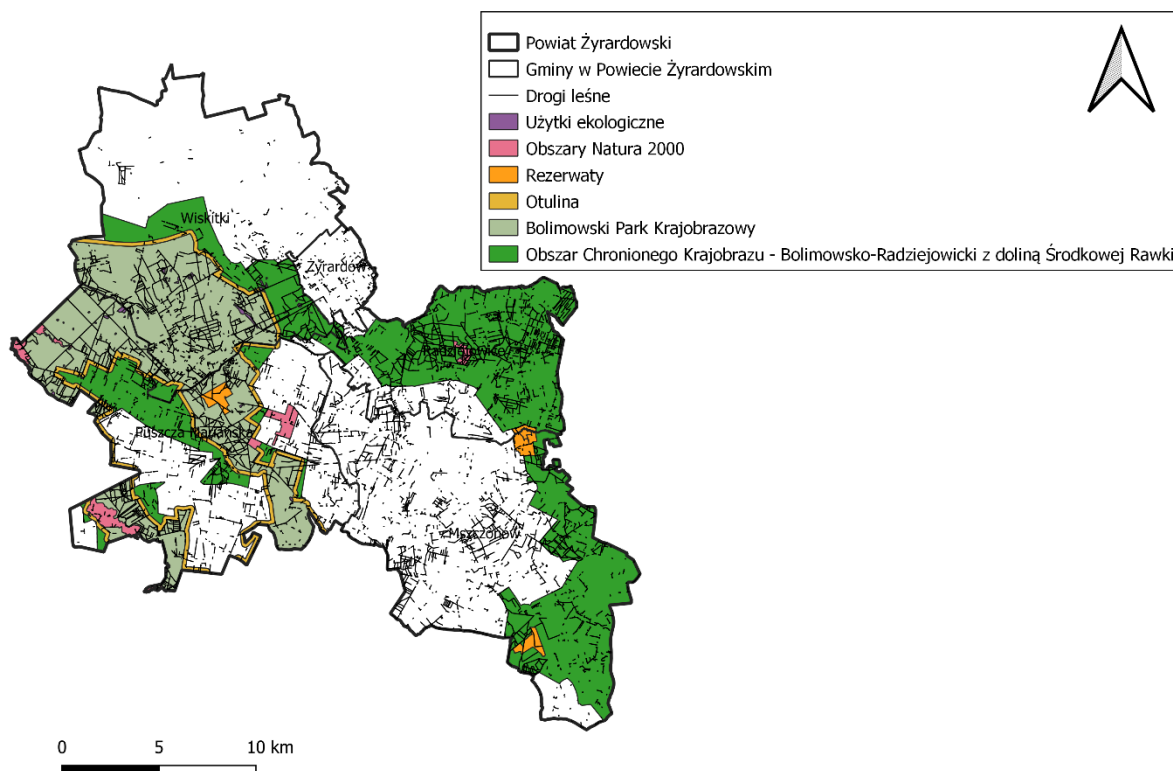 Powiat Żyrardowski
Gminy w Powiecie Żyrardowskim
Drogi leśne
Użytki ekologiczne
Obszary Natura 2000
Rezerwaty
Otulina
Bolimowski Park Krajobrazowy
Obszar Chronionego Krajobrazu - Bolimowsko-Radziejowicki z doliną Środkowej Rawki
Wiskitki
Żyrardów
Radziejowice
Puszcza Mariańska
Mszczonów
0 5 10 km